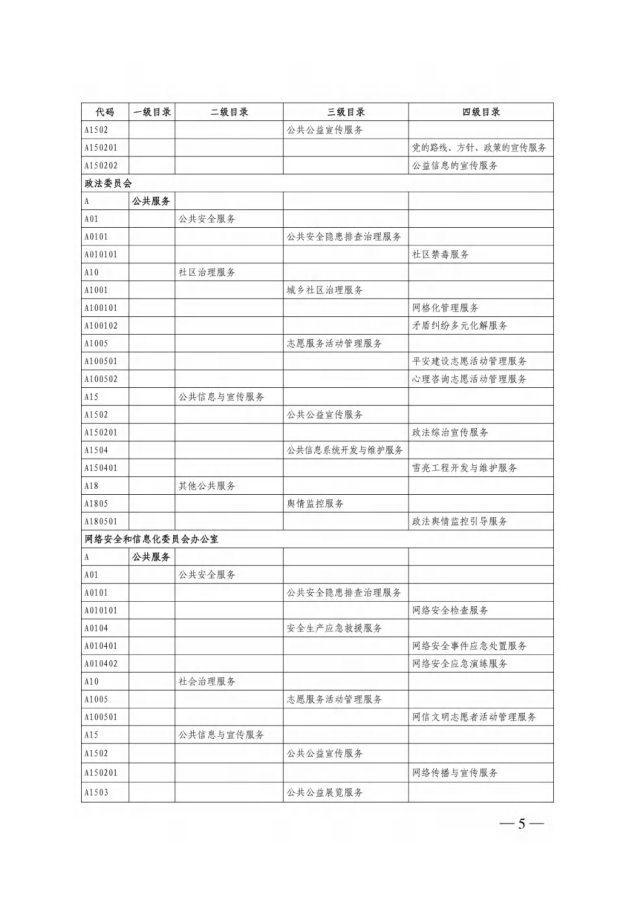 代码 一级目录 二级目录 三级目录 四级目录
A1502 公共公益宣传服务
A150201 党的路线、方针、政策的宣传服务
A150202 公益信息的宣传服务
政法委员会
A 公共服务
A01 公共安全服务
A0101 公共安全隐患排查治理服务
A010101 社区禁毒服务
A10 社区治理服务
A1001 城乡社区治理服务
A100101 网格化管理服务
A100102 矛盾纠纷多元化解服务
A1005 志愿服务活动管理服务
A100501 平安建设志愿活动管理服务
A100502 心理咨询志愿活动管理服务
A15 公共信息与宣传服务
A1502 公共公益宣传服务
A150201 政法综治宣传服务
A1504 公共信息系统开发与维护服务
A150401 雪亮工程开发与维护服务
A18 其他公共服务
A1805 舆情监控服务
A180501 政法舆情监控引导服务
网络安全和信息化委员会办公室
A 公共服务
A01 公共安全服务
A0101 公共安全隐患排查治理服务
A010101 网络安全检查服务
A0104 安全生产应急救援服务
A010401 网络安全事件应急处置服务
A010402 网络安全应急演练服务
A10 社会治理服务
A1005 志愿服务活动管理服务
A100501 网信文明志愿者活动管理服务
A15 公共信息与宣传服务
A1502 公共公益宣传服务
A150201 网络传播与宣传服务
A1503 公共公益展览服务
— 5 —